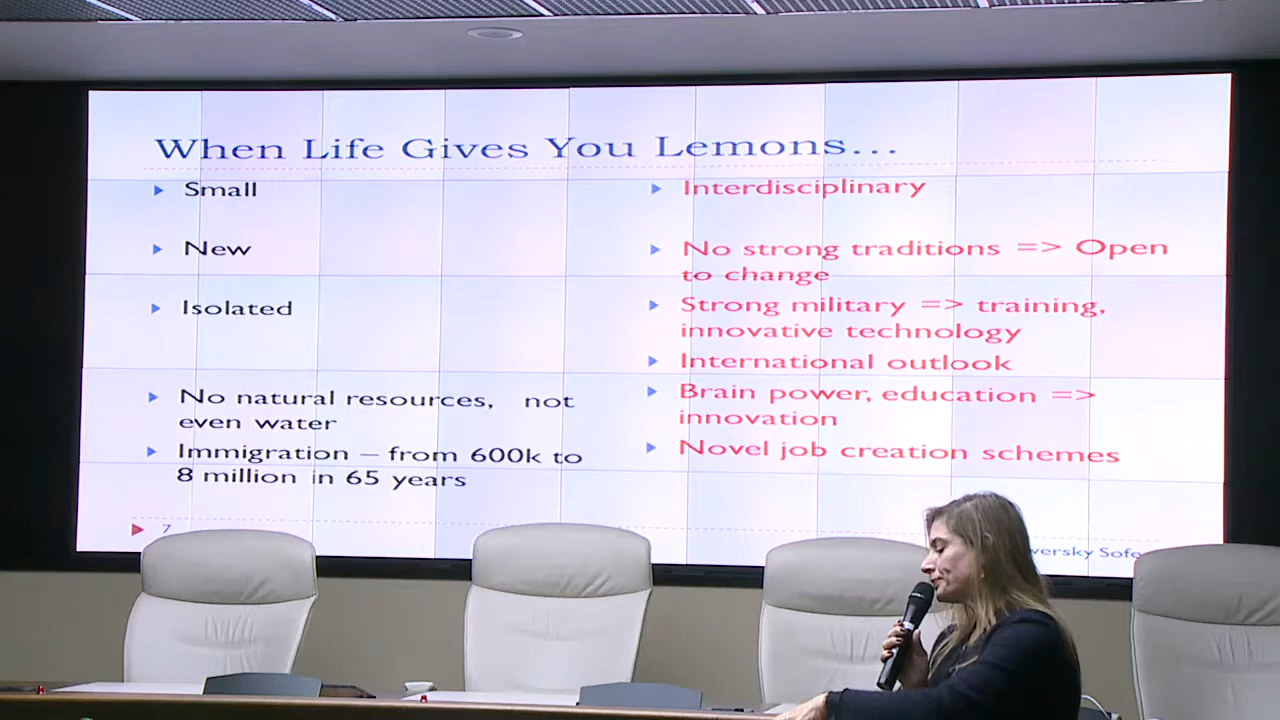 When Life Gives You Lemons...
Small
New
Isolated
No natural resources, not
even water
Immigration – from 600k to
8 million in 65 years
Interdisciplinary
No strong traditions => Open
to change
Strong military => training,
innovative technology
International outlook
Brain power, education =>
innovation
Novel job creation schemes
7